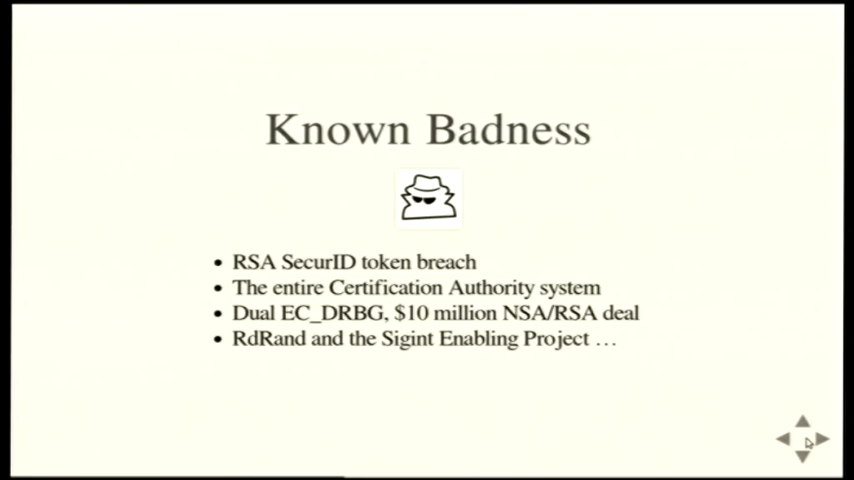 Known Badness
RSA SecurID token breach
The entire Certification Authority system
Dual EC_DRBG, $10 million NSA/RSA deal
RdRand and the Sigint Enabling Project …